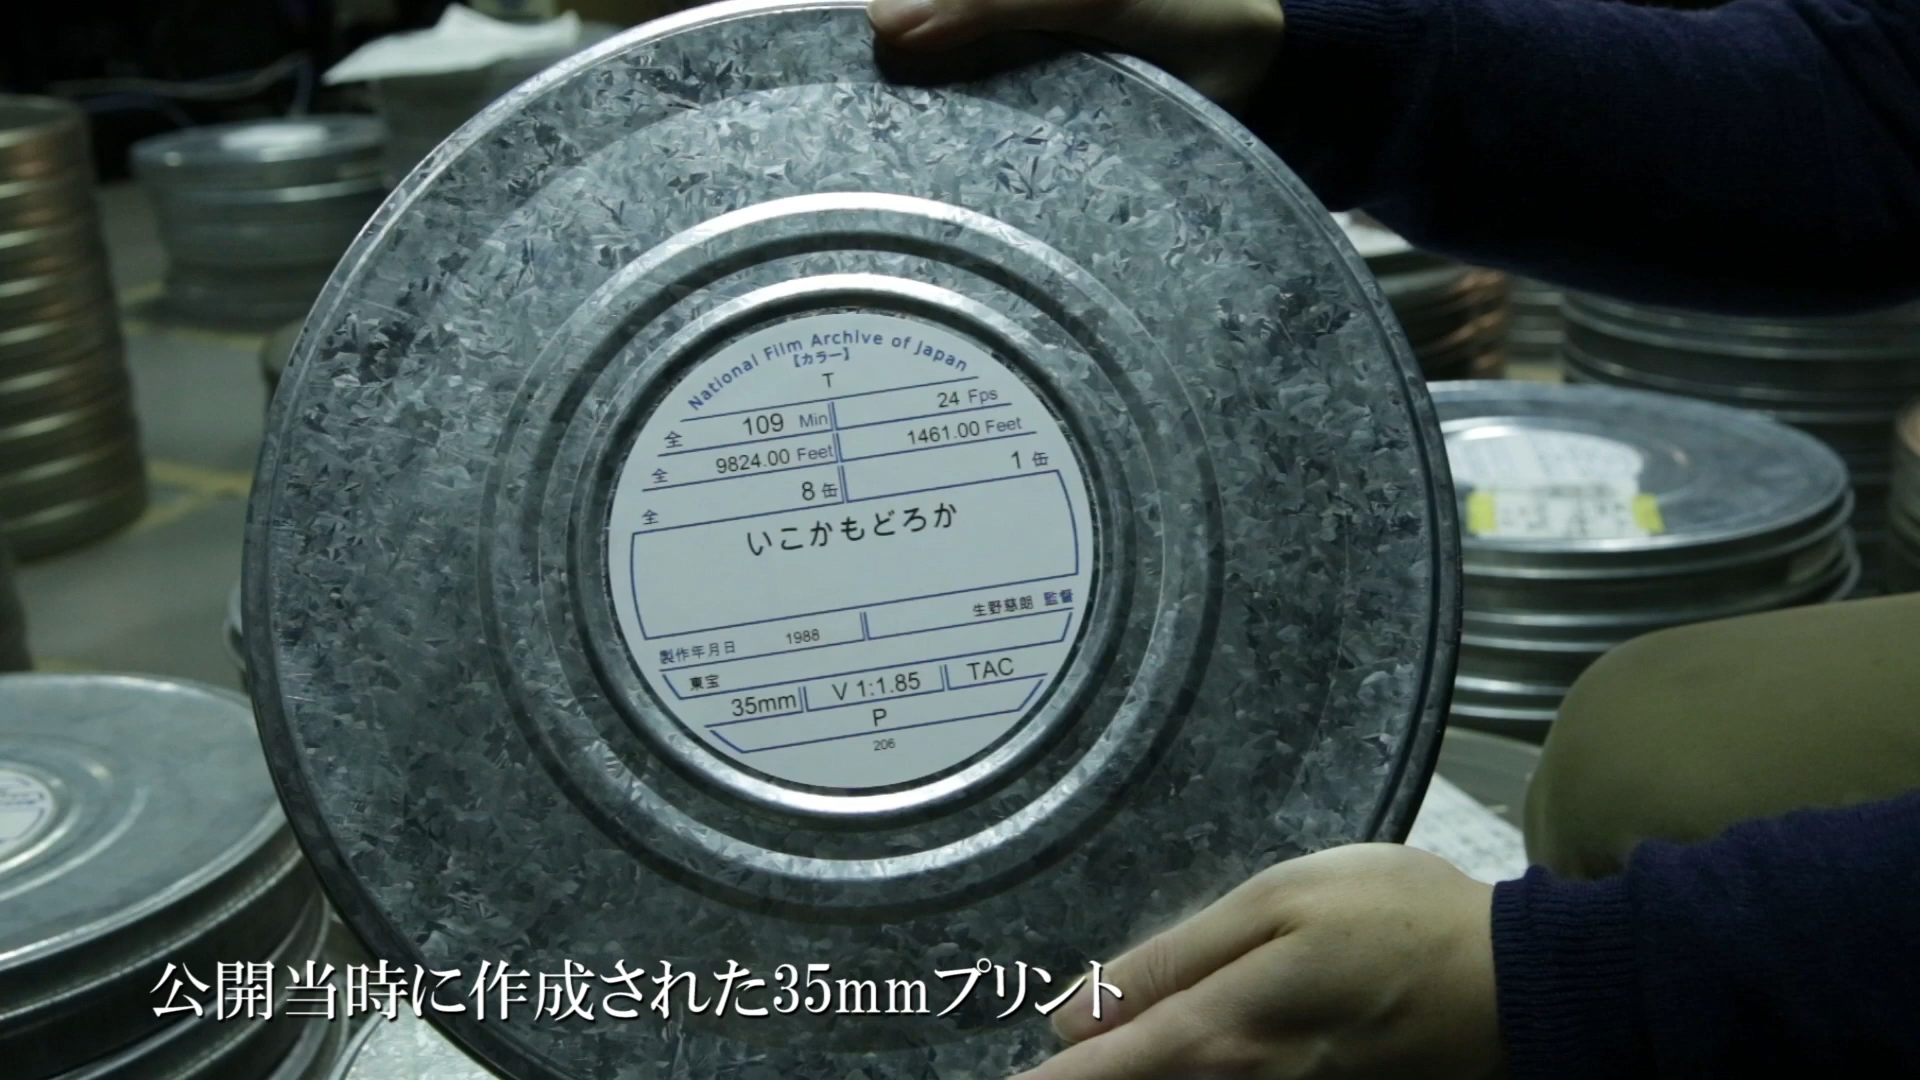 National Film Archive of Japan
【カラー】
T
全 109 Min 24 Fps
全 9824.00 Feet 1461.00 Feet
全 8 缶 1 缶
いこかもどろか
製作年月日 1988 生野慈朗 監督
東宝
35mm V 1:1.85 TAC
P
206
公開当時に作成された35mmプリント